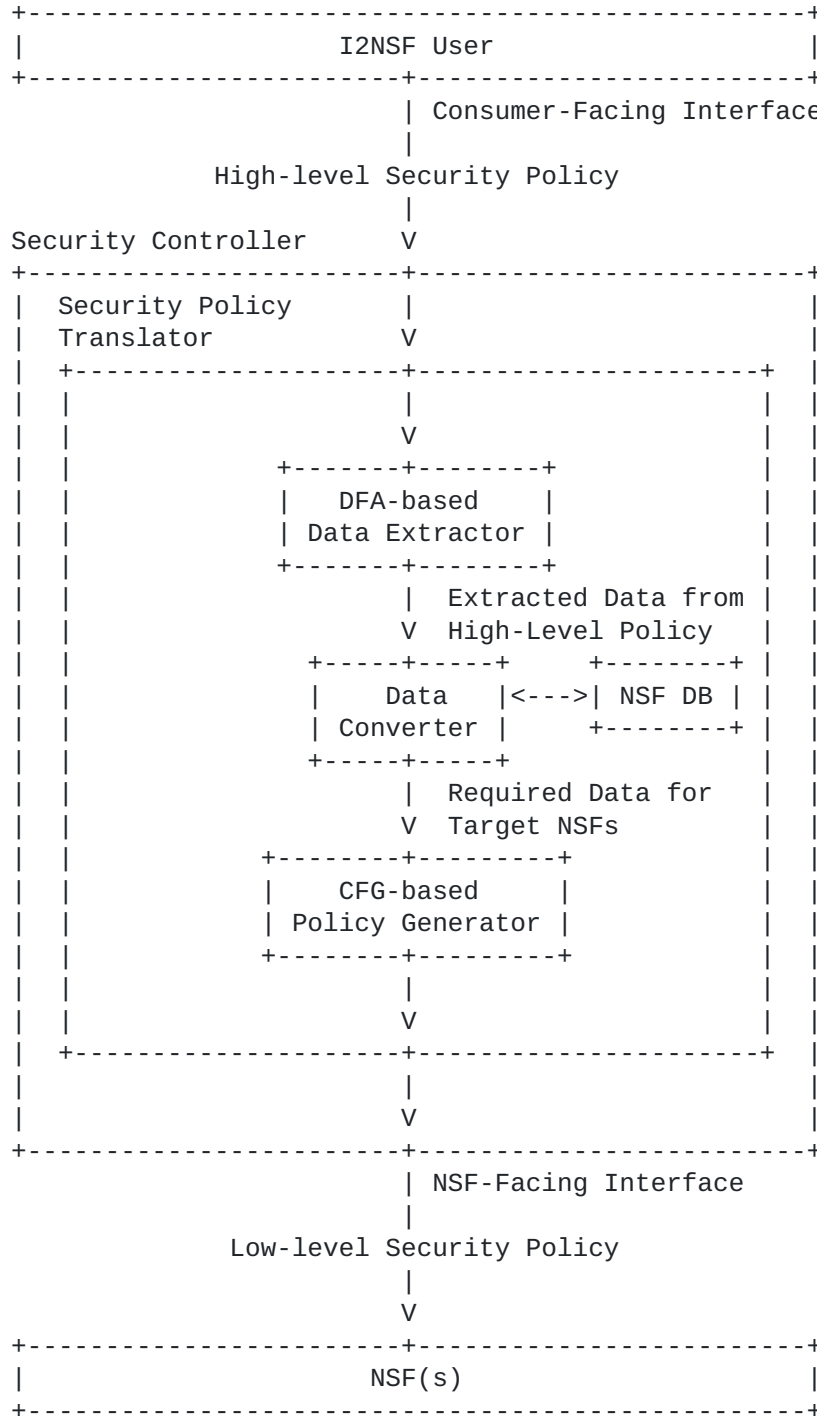 I2NSF User
Consumer-Facing Interface
High-level Security Policy
Security Controller V
Security Policy
Translator V
V
DFA-based
Data Extractor
Extracted Data from
V High-Level Policy
Data <---> NSF DB
Converter
Required Data for
V Target NSFs
CFG-based
Policy Generator
V
V
NSF-Facing Interface
Low-level Security Policy
V
NSF(s)